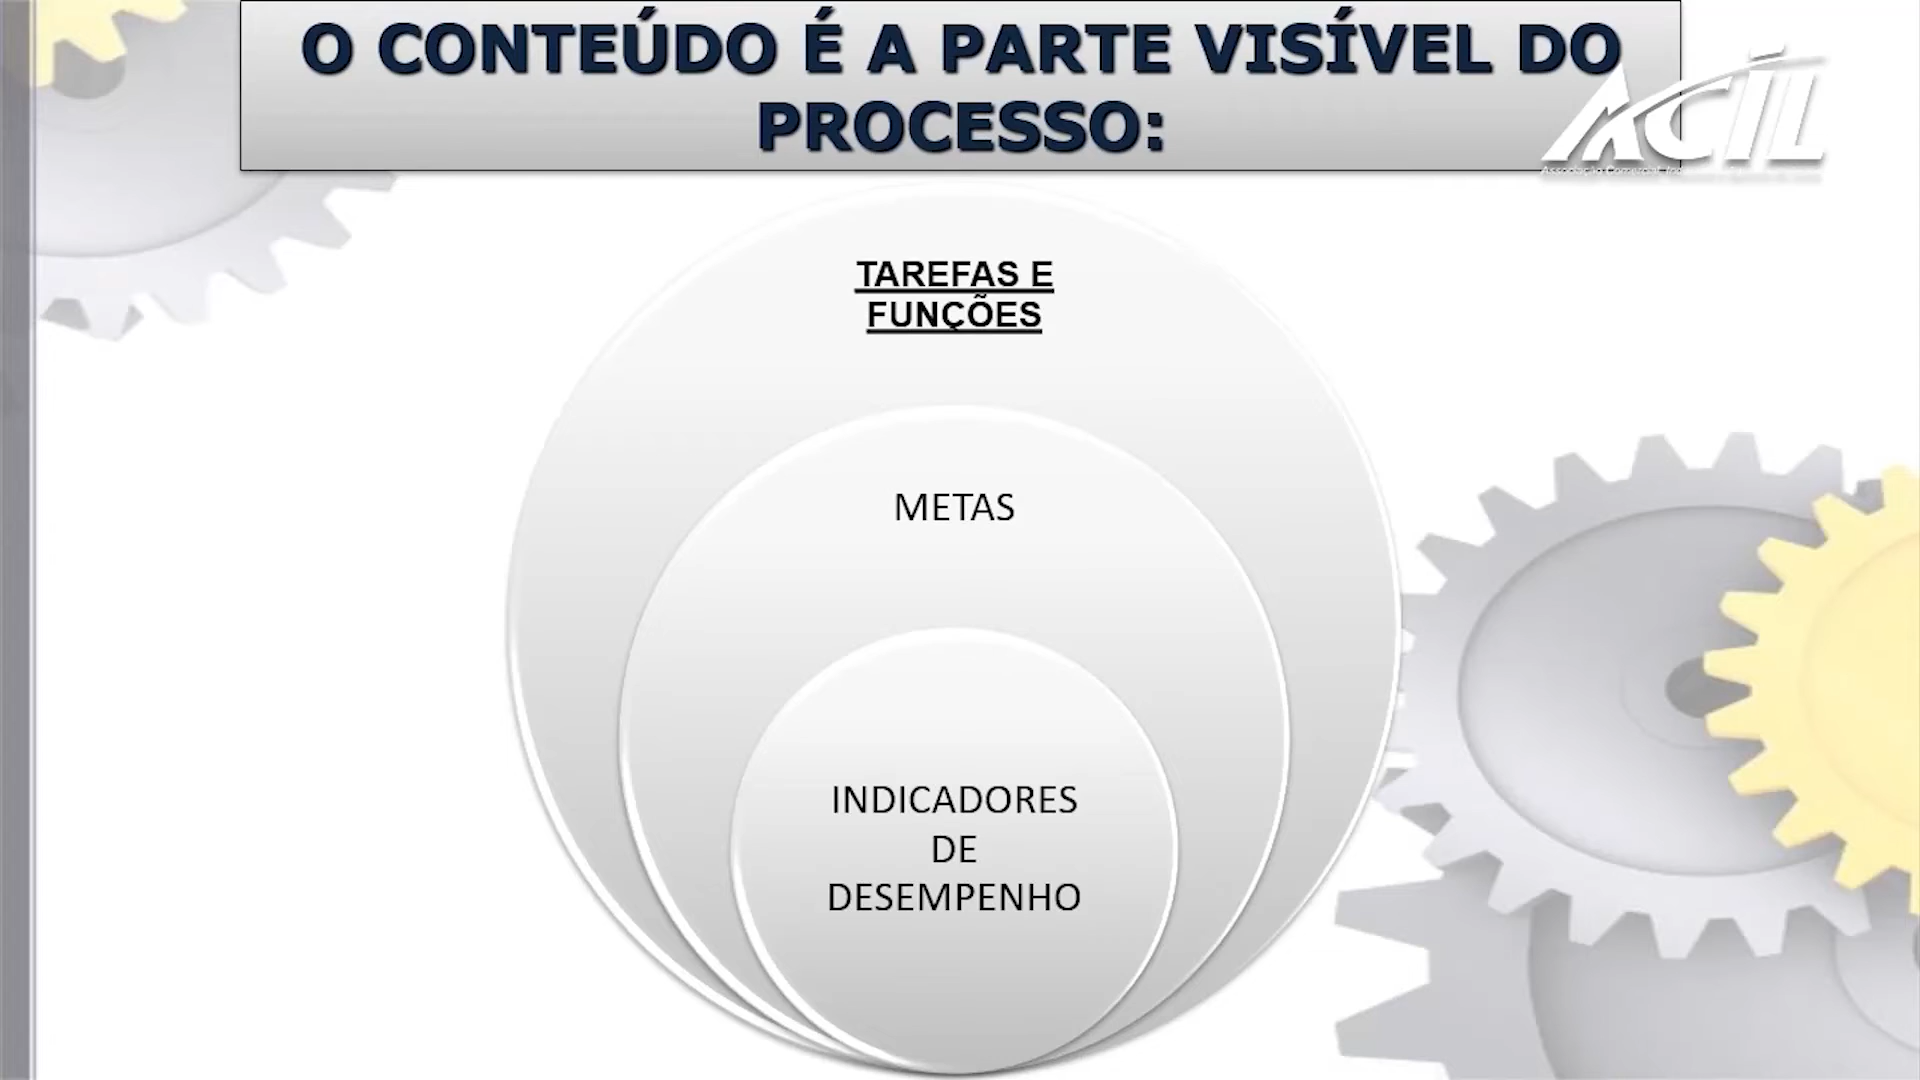 O CONTEÚDO É A PARTE VISÍVEL DO
PROCESSO:
ACIL
TAREFAS E
FUNÇÕES
METAS
INDICADORES
DE
DESEMPENHO